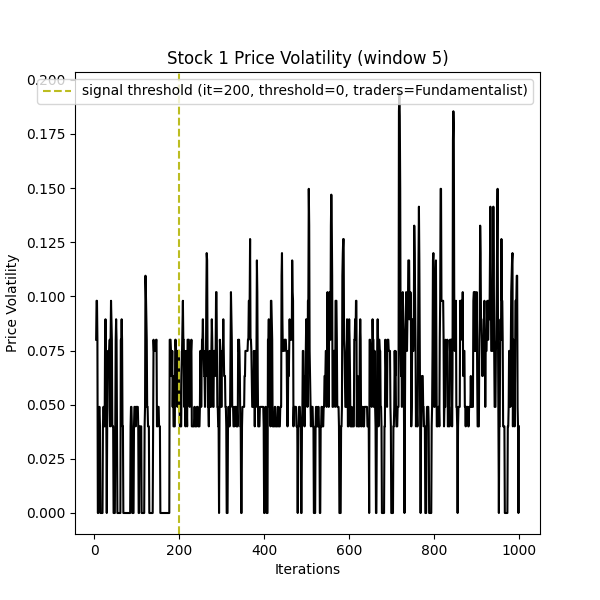 Stock 1 Price Volatility (window 5)
signal threshold (it=200, threshold=0, traders=Fundamentalist)
0.200
0.175
0.150
0.125
0.100
0.075
0.050
0.025
0.000
Price Volatility
0 200 400 600 800 1000
Iterations